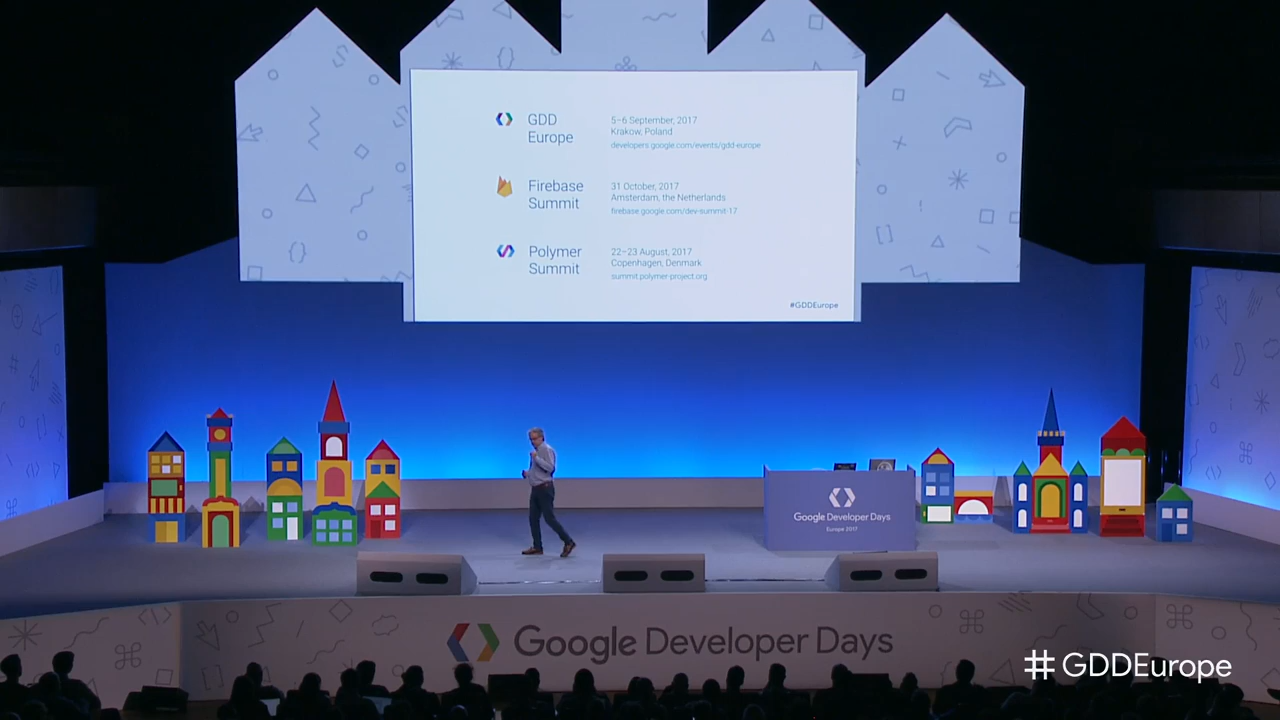 GDD
Europe
5–6 September, 2017
Krakow, Poland
developers.google.com/events/gdd-europe
Firebase
Summit
31 October, 2017
Amsterdam, the Netherlands
firebase.google.com/dev-summit-17
Polymer
Summit
22–23 August, 2017
Copenhagen, Denmark
summit.polymer-project.org
#GDDEurope
Google Developer Days
Europe 2017
Google Developer Days
#GDDEurope